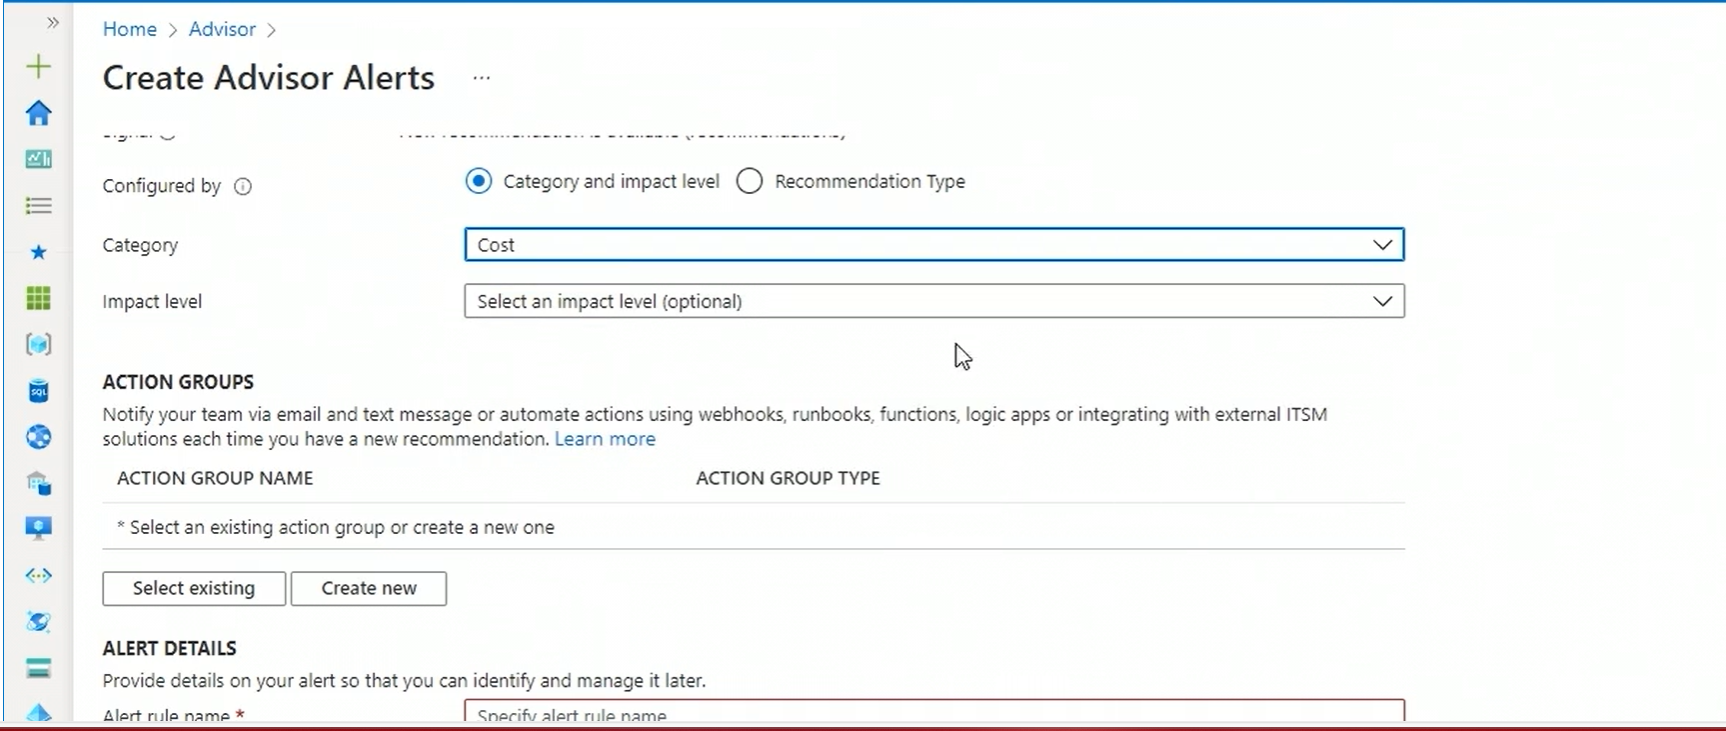 Home > Advisor >
Create Advisor Alerts ...
Configured by
Category and impact level
Recommendation Type
Category
Cost
Impact level
Select an impact level (optional)
ACTION GROUPS
Notify your team via email and text message or automate actions using webhooks, runbooks, functions, logic apps or integrating with external ITSM
solutions each time you have a new recommendation. Learn more
ACTION GROUP NAME
ACTION GROUP TYPE
* Select an existing action group or create a new one
Select existing
Create new
ALERT DETAILS
Provide details on your alert so that you can identify and manage it later.
Alert rule name *
Specify alert rule name
SQL